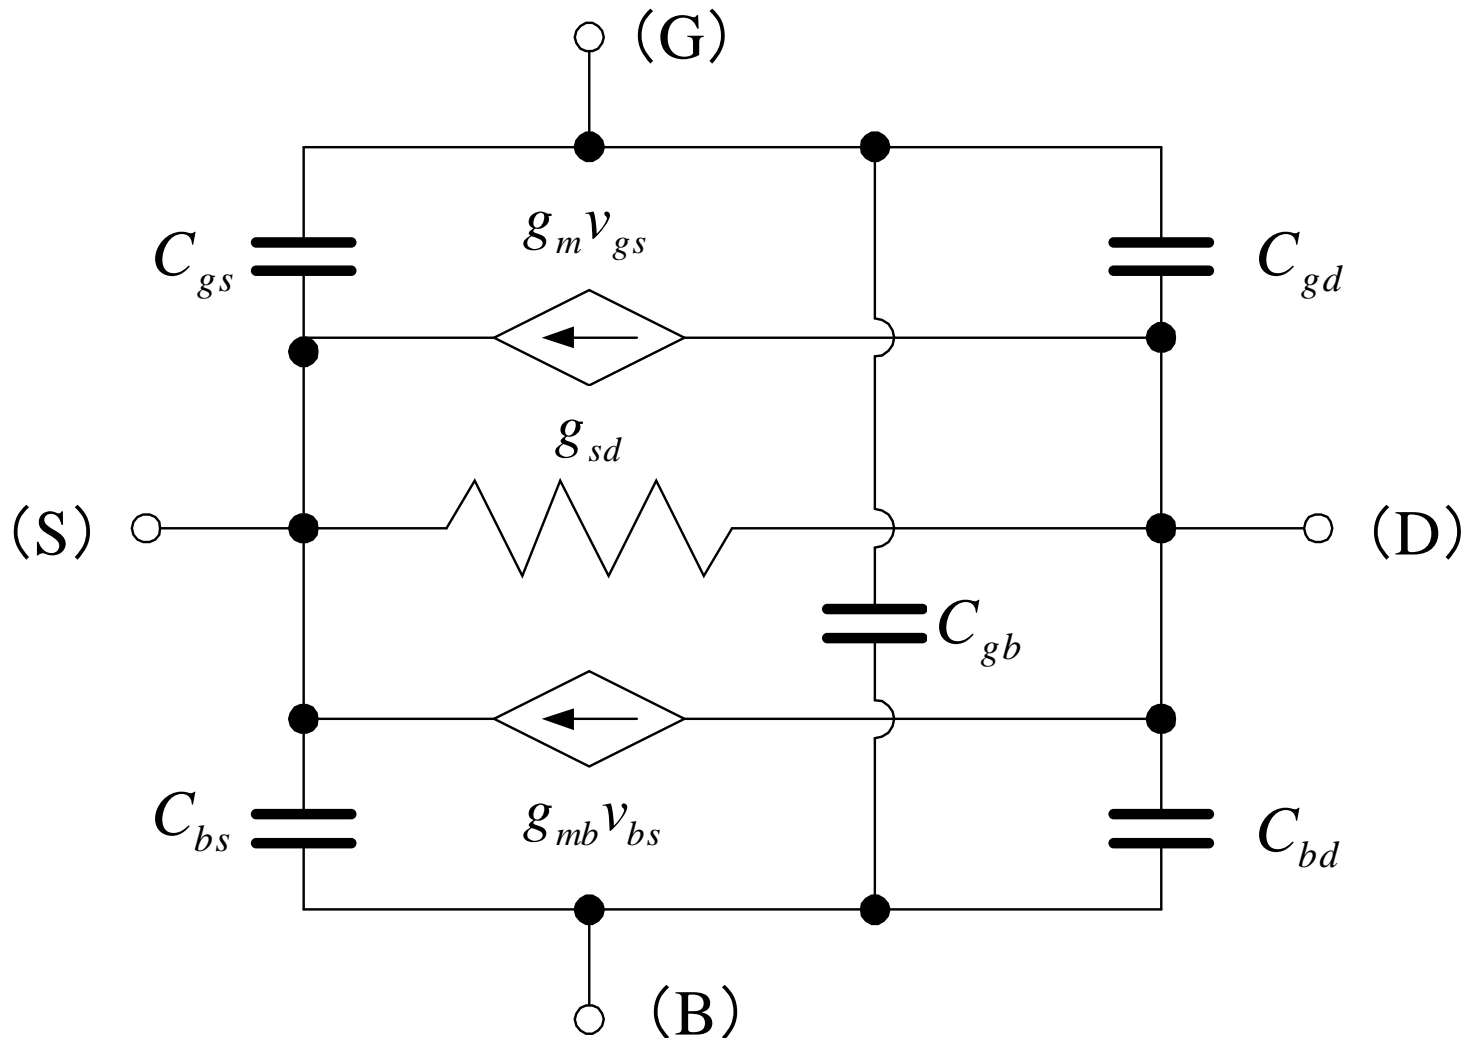 （G）
g_m v_gs
C_gs
C_gd
g_sd
（S）
（D）
C_gb
C_bs
g_mb v_bs
C_bd
（B）